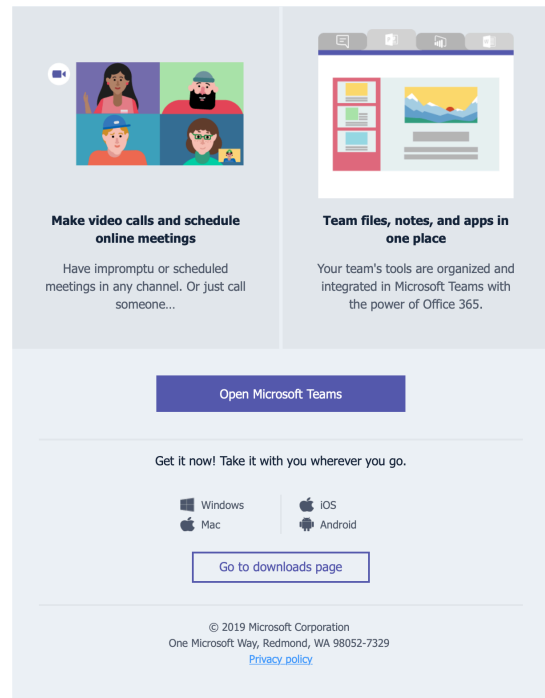 Make video calls and schedule
online meetings
Have impromptu or scheduled
meetings in any channel. Or just call
someone...
Team files, notes, and apps in
one place
Your team's tools are organized and
integrated in Microsoft Teams with
the power of Office 365.
Open Microsoft Teams
Get it now! Take it with you wherever you go.
Windows
Mac
iOS
Android
Go to downloads page
© 2019 Microsoft Corporation
One Microsoft Way, Redmond, WA 98052-7329
Privacy policy